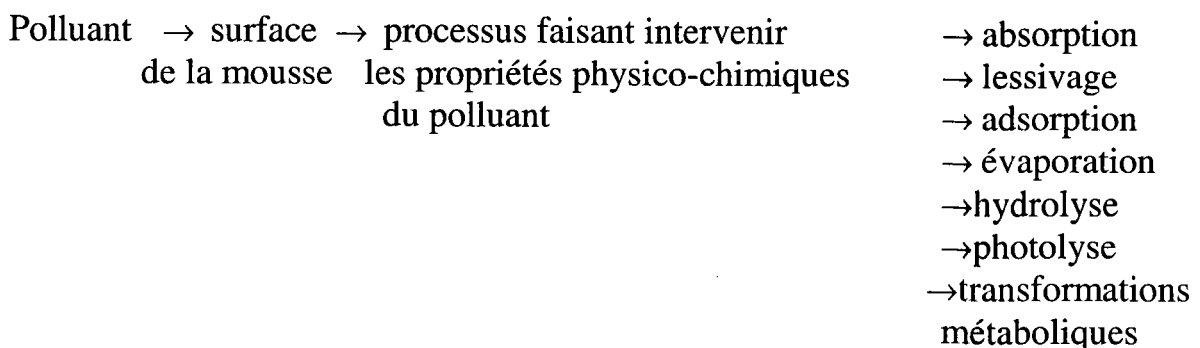 Polluant → surface → processus faisant intervenir → absorption
de la mousse les propriétés physico-chimiques → lessivage
du polluant → adsorption
→ évaporation
→hydrolyse
→photolyse
→transformations
métaboliques